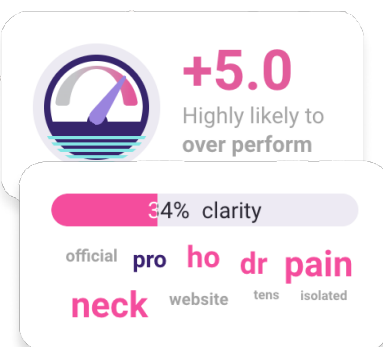 +5.0
Highly likely to
over perform
34% clarity
official pro ho dr pain
neck website tens isolated